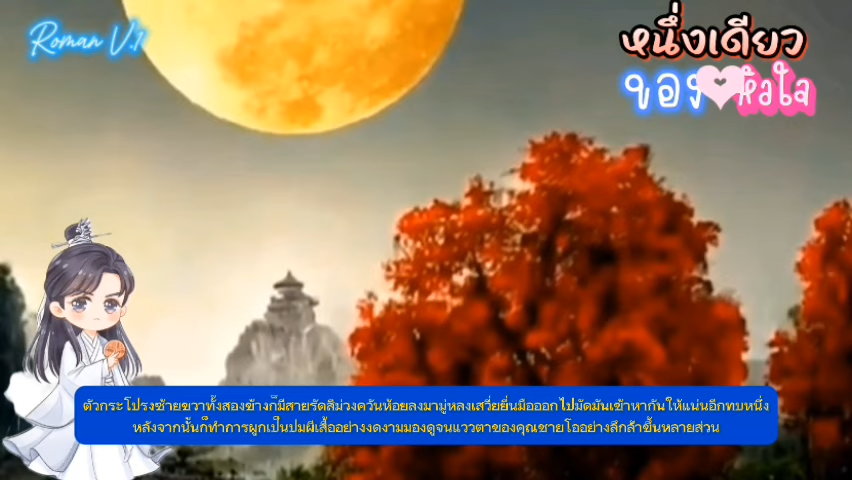 Roman V.1
หนึ่งเดียว
ของหัวใจ
ตัวกระโปรงซ้ายขวาทั้งสองข้างก็มีสายรัดสีม่วงควันห้อยลงมามู่หลงเสวี่ยยื่นมือออกไปมัดมันเข้าหากันให้แน่นอีกทบหนึ่ง
หลังจากนั้นก็ทำการผูกเป็นปมผีเสื้ออย่างงดงามมองดูจนแววตาของคุณชายโออย่างลึกล้ำขึ้นหลายส่วน